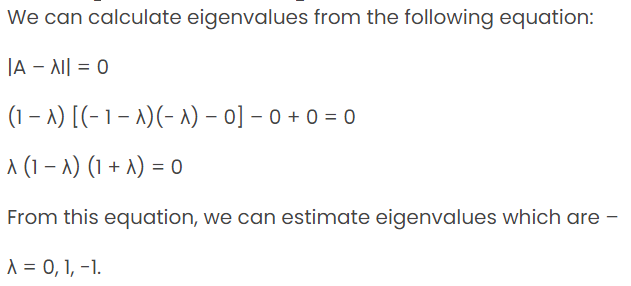 We can calculate eigenvalues from the following equation:
|A – λI| = 0
(1 – λ) [(– 1 – λ)(– λ) – 0] – 0 + 0 = 0
λ (1 – λ) (1 + λ) = 0
From this equation, we can estimate eigenvalues which are –
λ = 0, 1, –1.